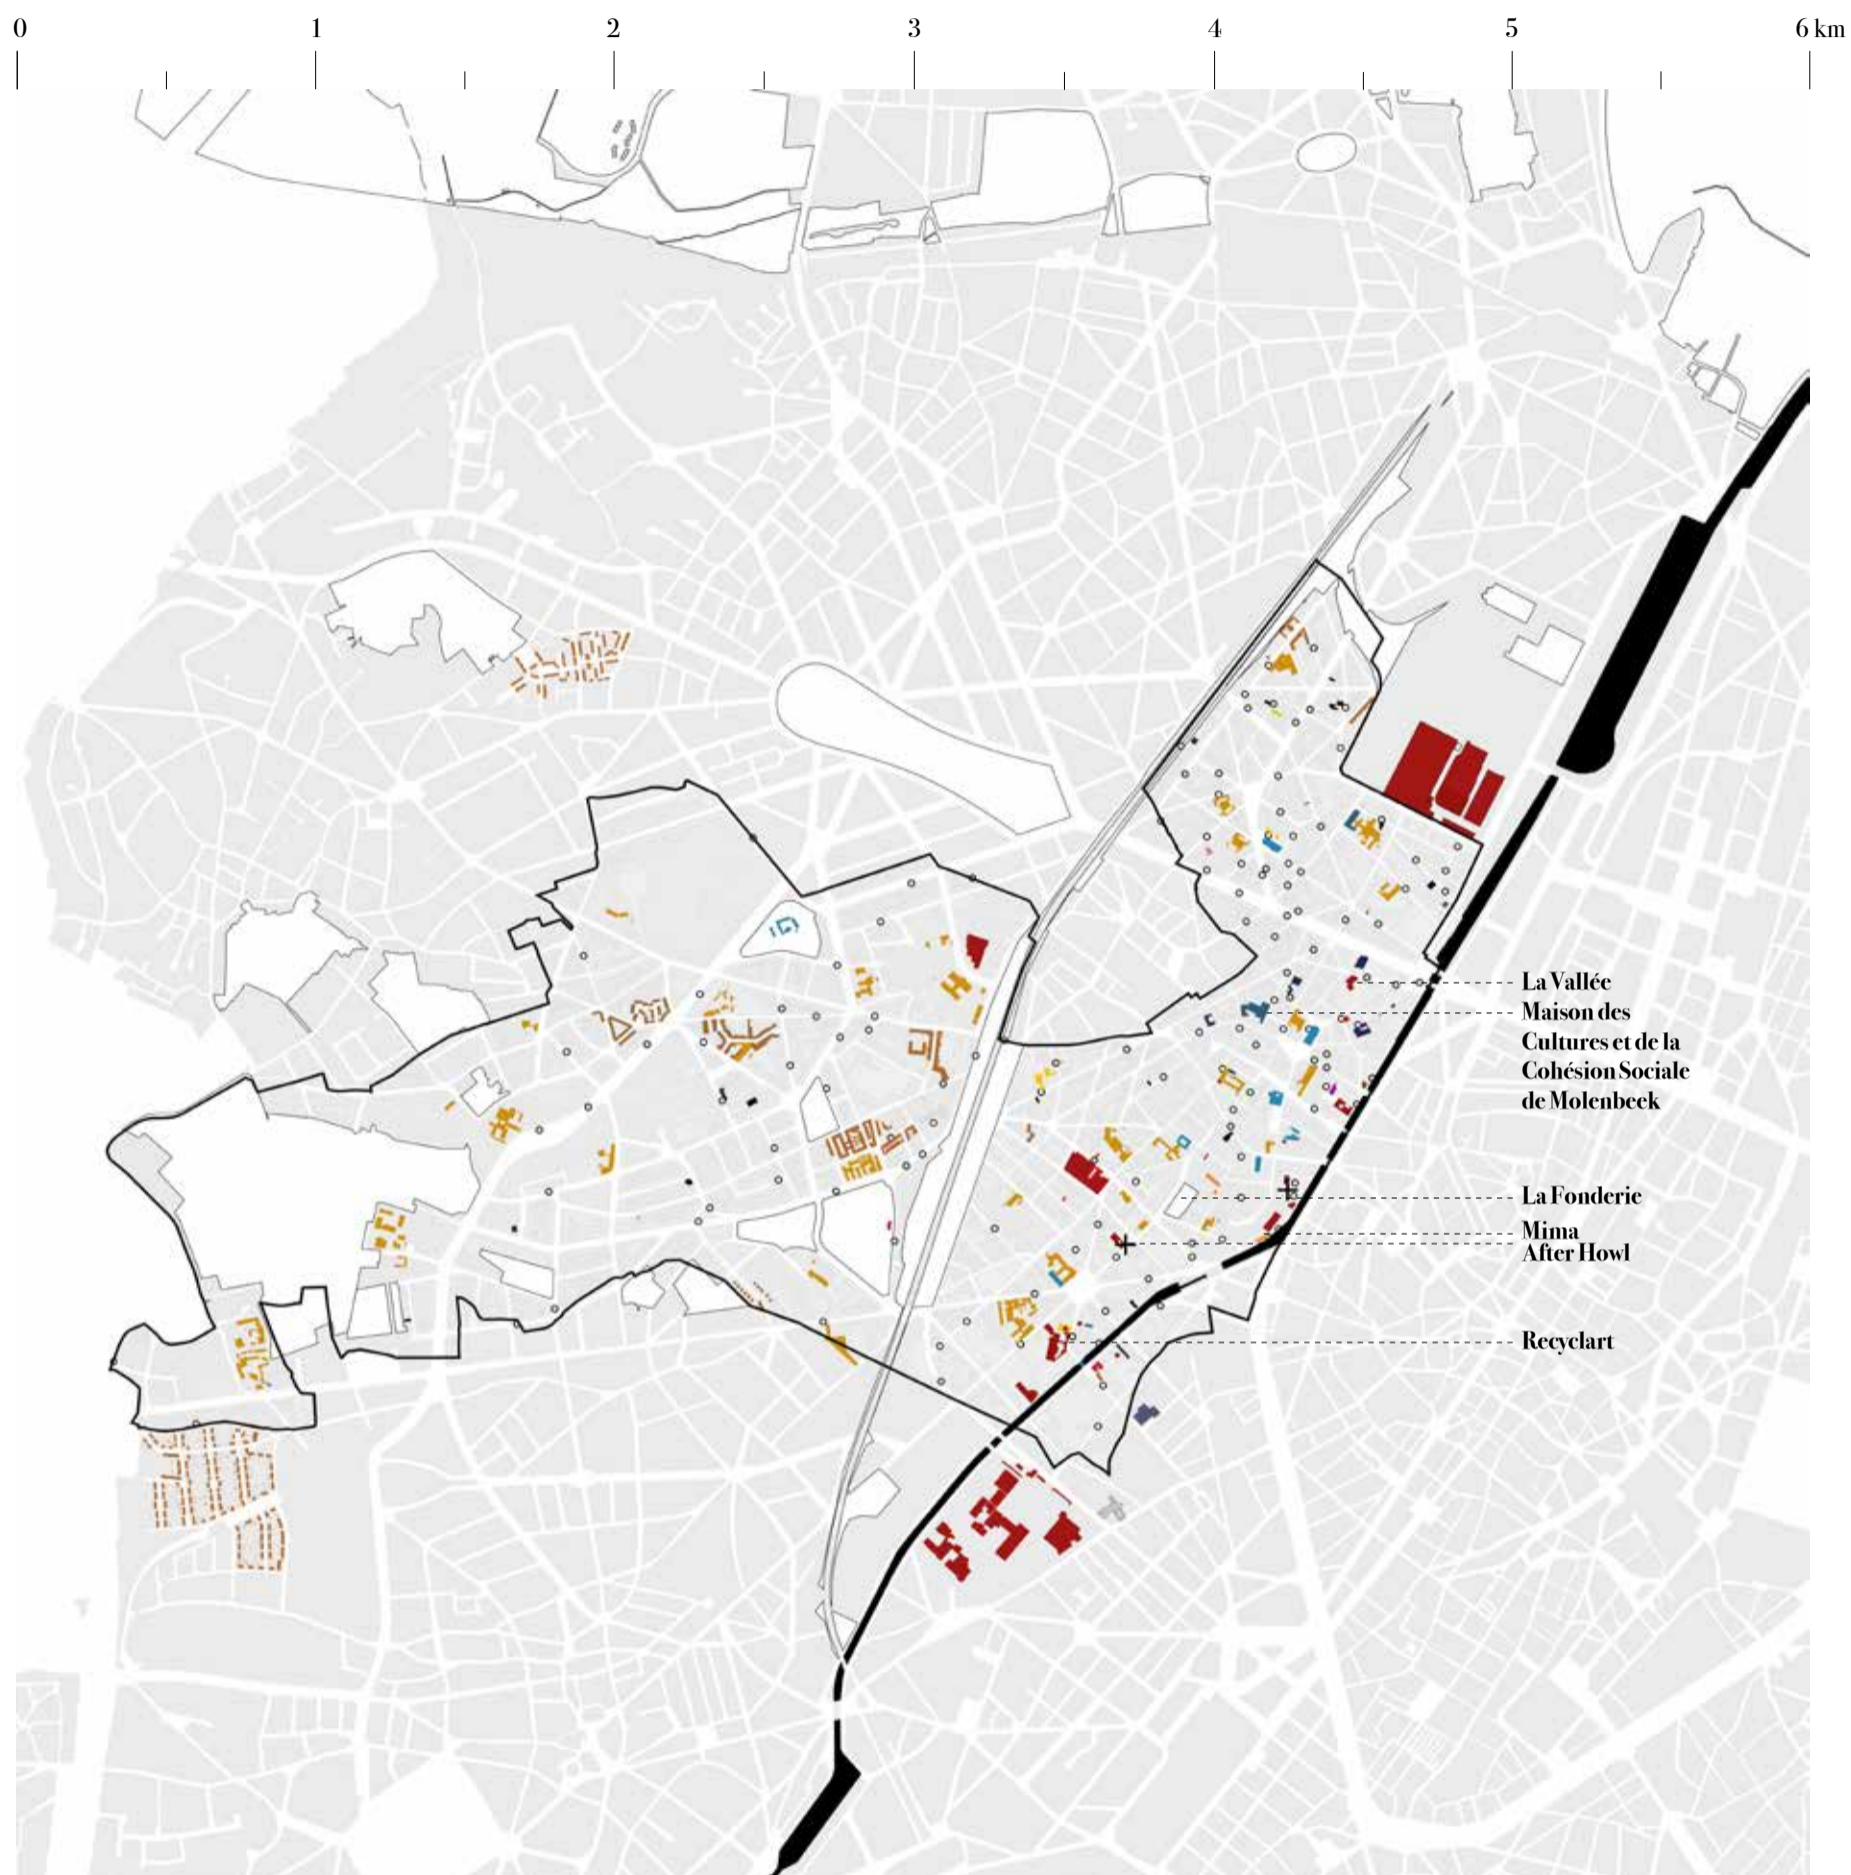 0 1 2 3 4 5 6 km
La Vallée
Maison des
Cultures et de la
Cohésion Sociale
de Molenbeek
La Fonderie
Mima
After Howl
Recyclart